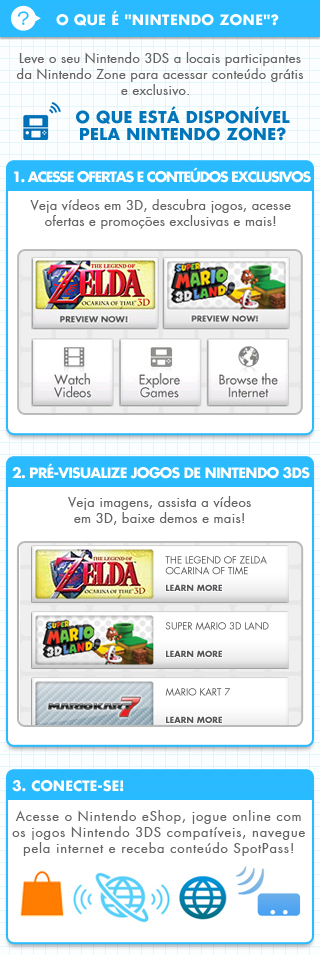 ?
O QUE É "NINTENDO ZONE"?
Leve o seu Nintendo 3DS a locais participantes
da Nintendo Zone para acessar conteúdo grátis
e exclusivo.
O QUE ESTÁ DISPONÍVEL
PELA NINTENDO ZONE?
1. ACESSE OFERTAS E CONTEÚDOS EXCLUSIVOS
Veja vídeos em 3D, descubra jogos, acesse
ofertas e promoções exclusivas e mais!
THE LEGEND OF
ZELDA
OCARINA OF TIME 3D
PREVIEW NOW!
SUPER
MARIO
3D LAND
PREVIEW NOW!
Watch
Videos
Explore
Games
Browse the
Internet
2. PRÉ-VISUALIZE JOGOS DE NINTENDO 3DS
Veja imagens, assista a vídeos
em 3D, baixe demos e mais!
THE LEGEND OF
ZELDA
OCARINA OF TIME 3D
THE LEGEND OF ZELDA
OCARINA OF TIME
LEARN MORE
SUPER
MARIO
3D LAND
SUPER MARIO 3D LAND
LEARN MORE
MARIOKART 7
MARIO KART 7
LEARN MORE
3. CONECTE-SE!
Acesse o Nintendo eShop, jogue online com
os jogos Nintendo 3DS compatíveis, navegue
pela internet e receba conteúdo SpotPass!